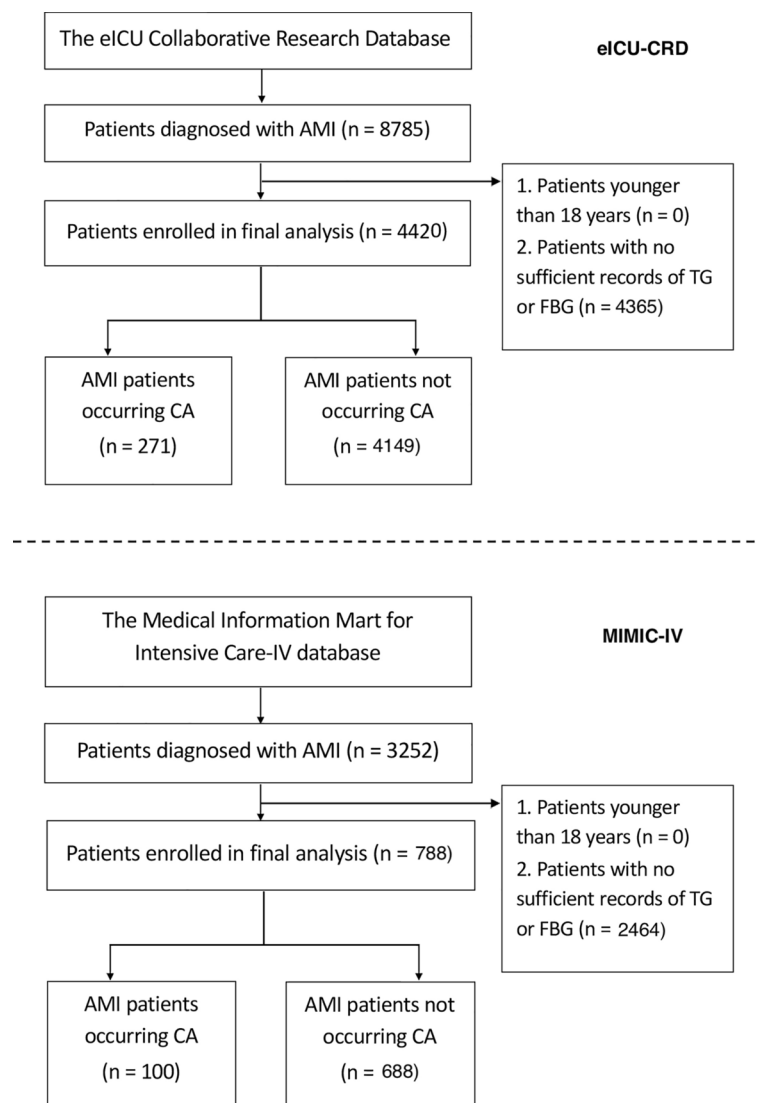 The eICU Collaborative Research Database
eICU-CRD
Patients diagnosed with AMI (n = 8785)
1. Patients younger
than 18 years (n = 0)
2. Patients with no
sufficient records of TG
or FBG (n = 4365)
Patients enrolled in final analysis (n = 4420)
AMI patients
occurring CA
(n = 271)
AMI patients not
occurring CA
(n = 4149)
The Medical Information Mart for
Intensive Care-IV database
MIMIC-IV
Patients diagnosed with AMI (n = 3252)
1. Patients younger
than 18 years (n = 0)
2. Patients with no
sufficient records of TG
or FBG (n = 2464)
Patients enrolled in final analysis (n = 788)
AMI patients
occurring CA
(n = 100)
AMI patients not
occurring CA
(n = 688)